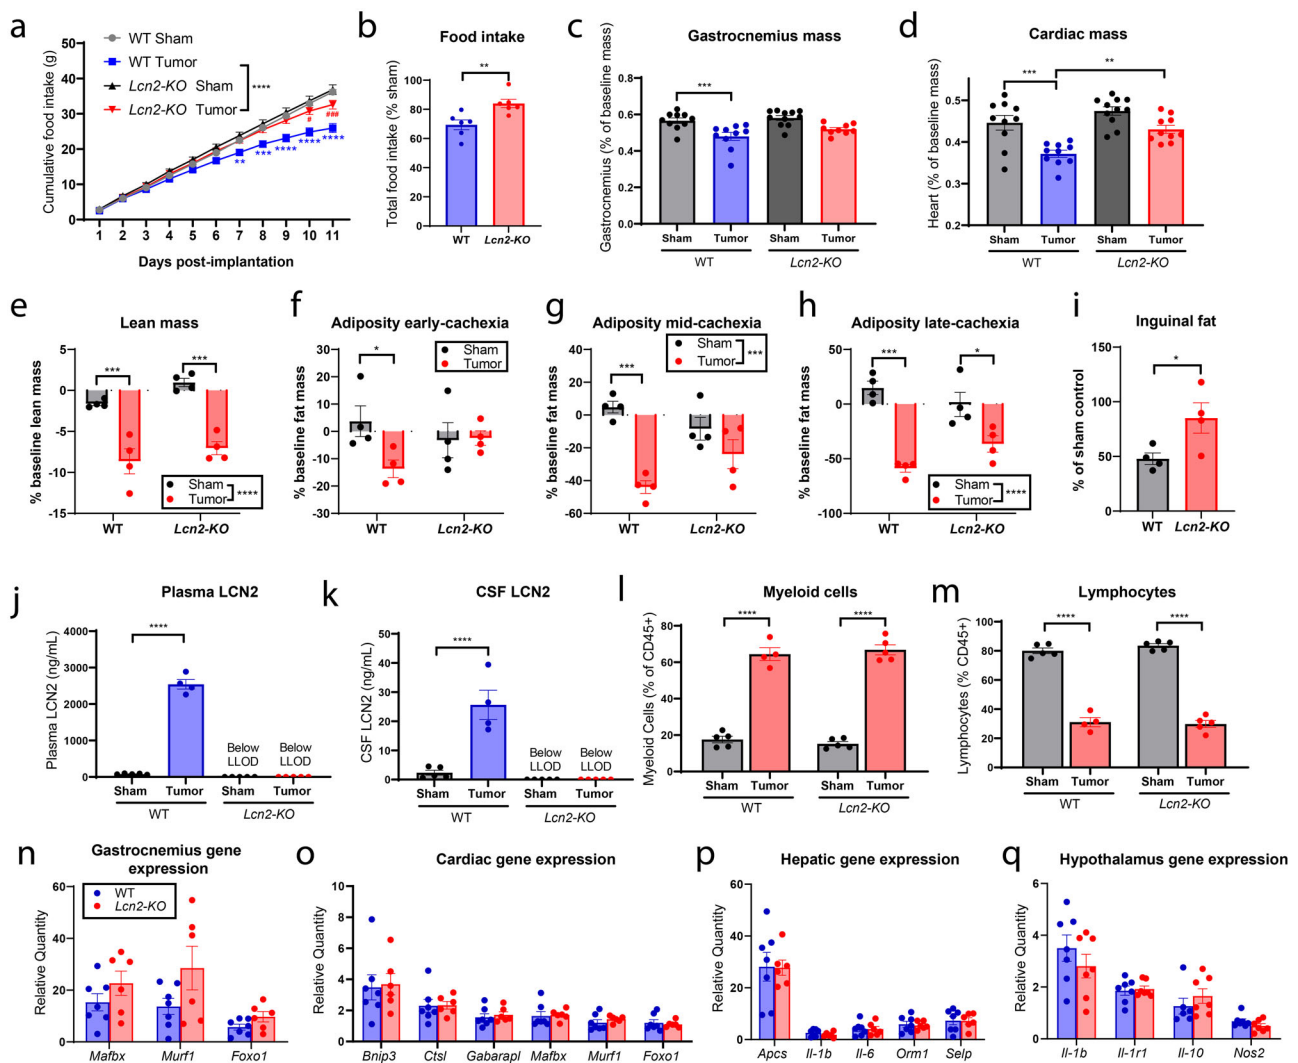 a
WT Sham
WT Tumor
Lcn2-KO Sham
Lcn2-KO Tumor
****
Cumulative food intake (g)
50
40
30
20
10
0
** *** **** **** ****
# ###
1 2 3 4 5 6 7 8 9 10 11
Days post-implantation
b
Food intake
**
Total food intake (% sham)
100
80
60
40
20
0
WT Lcn2-KO
c
Gastrocnemius mass
***
Gastrocnemius (% of baseline mass)
0.8
0.6
0.4
0.2
0.0
Sham Tumor Sham Tumor
WT Lcn2-KO
d
Cardiac mass
*** **
Heart (% of baseline mass)
0.5
0.4
0.3
0.2
Sham Tumor Sham Tumor
WT Lcn2-KO
e
Lean mass
*** ***
% baseline lean mass
5
0
-5
-10
-15
Sham
Tumor
****
WT Lcn2-KO
f
Adiposity early-cachexia
*
Sham
Tumor
% baseline fat mass
30
20
10
0
-10
-20
-30
WT Lcn2-KO
g
Adiposity mid-cachexia
Sham
Tumor
***
***
% baseline fat mass
40
20
0
-20
-40
-60
WT Lcn2-KO
h
Adiposity late-cachexia
*** *
% baseline fat mass
50
0
-50
-100
Sham
Tumor
****
WT Lcn2-KO
i
Inguinal fat
*
% of sham control
150
100
50
0
WT Lcn2-KO
j
Plasma LCN2
****
Plasma LCN2 (ng/mL)
4000
3000
2000
1000
0
Below LLOD
Below LLOD
Sham Tumor Sham Tumor
WT Lcn2-KO
k
CSF LCN2
****
CSF LCN2 (ng/mL)
50
40
30
20
10
0
Below LLOD
Below LLOD
Sham Tumor Sham Tumor
WT Lcn2-KO
l
Myeloid cells
**** ****
Myeloid Cells (% of CD45+)
80
60
40
20
0
Sham Tumor Sham Tumor
WT Lcn2-KO
m
Lymphocytes
**** ****
Lymphocytes (% CD45+)
100
80
60
40
20
0
Sham Tumor Sham Tumor
WT Lcn2-KO
n
Gastrocnemius gene
expression
WT
Lcn2-KO
Relative Quantity
60
40
20
0
Mafbx Murf1 Foxo1
o
Cardiac gene expression
Relative Quantity
10
8
6
4
2
0
Bnip3 Ctsl Gabarapl Mafbx Murf1 Foxo1
p
Hepatic gene expression
Relative Quantity
60
40
20
0
Apcs Il-1b Il-6 Orm1 Selp
q
Hypothalamus gene expression
Relative Quantity
6
4
2
0
Il-1b Il-1r1 Il-10 Nos2